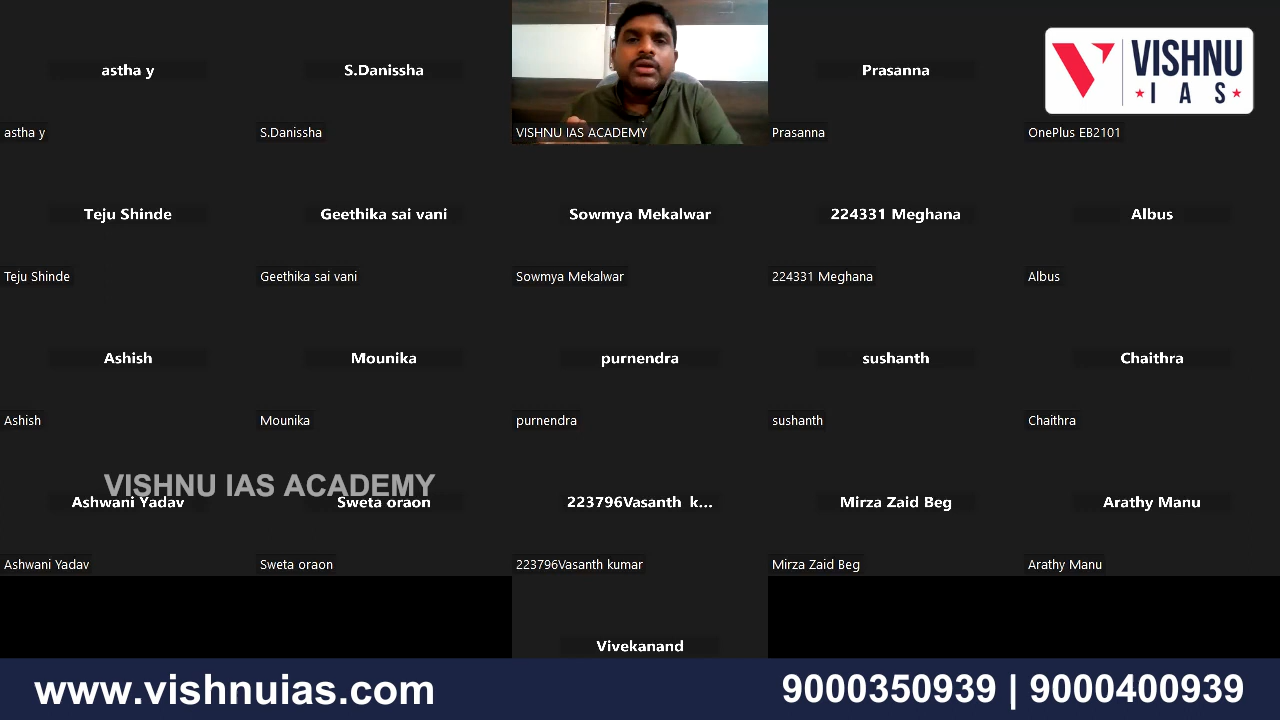 astha y
S.Danissha
Prasanna
VISHNU
IAS
astha y
S.Danissha
VISHNU IAS ACADEMY
Prasanna
OnePlus EB2101
Teju Shinde
Geethika sai vani
Sowmya Mekalwar
224331 Meghana
Albus
Teju Shinde
Geethika sai vani
Sowmya Mekalwar
224331 Meghana
Albus
Ashish
Mounika
purnendra
sushanth
Chaithra
Ashish
Mounika
purnendra
sushanth
Chaithra
VISHNU IAS ACADEMY
Ashwani Yadav
Sweta oraon
223796Vasanth k...
Mirza Zaid Beg
Arathy Manu
Ashwani Yadav
Sweta oraon
223796Vasanth kumar
Mirza Zaid Beg
Arathy Manu
Vivekanand
www.vishnuias.com
9000350939 | 9000400939